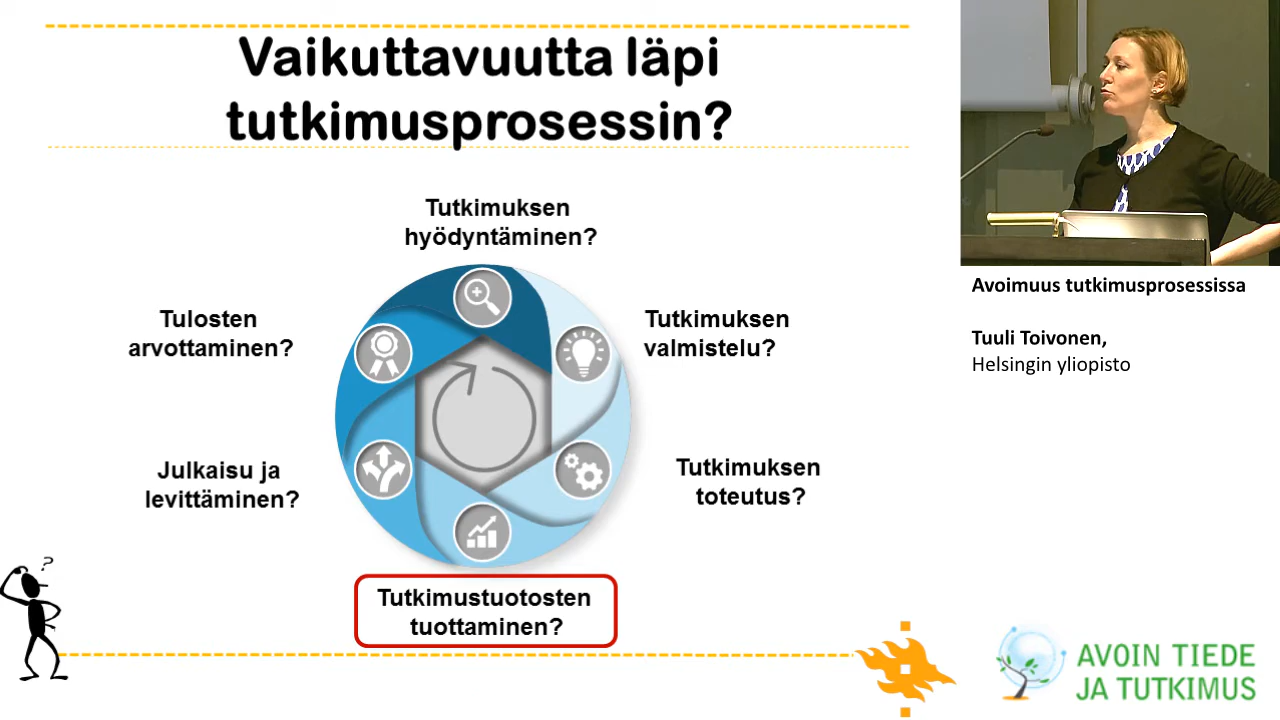 Vaikuttavuutta läpi
tutkimusprosessin?
Tutkimuksen
hyödyntäminen?
Tulosten
arvottaminen?
Tutkimuksen
valmistelu?
Julkaisu ja
levittäminen?
Tutkimuksen
toteutus?
Tutkimustuotosten
tuottaminen?
?
Avoimuus tutkimusprosessissa
Tuuli Toivonen,
Helsingin yliopisto
AVOIN TIEDE
JA TUTKIMUS